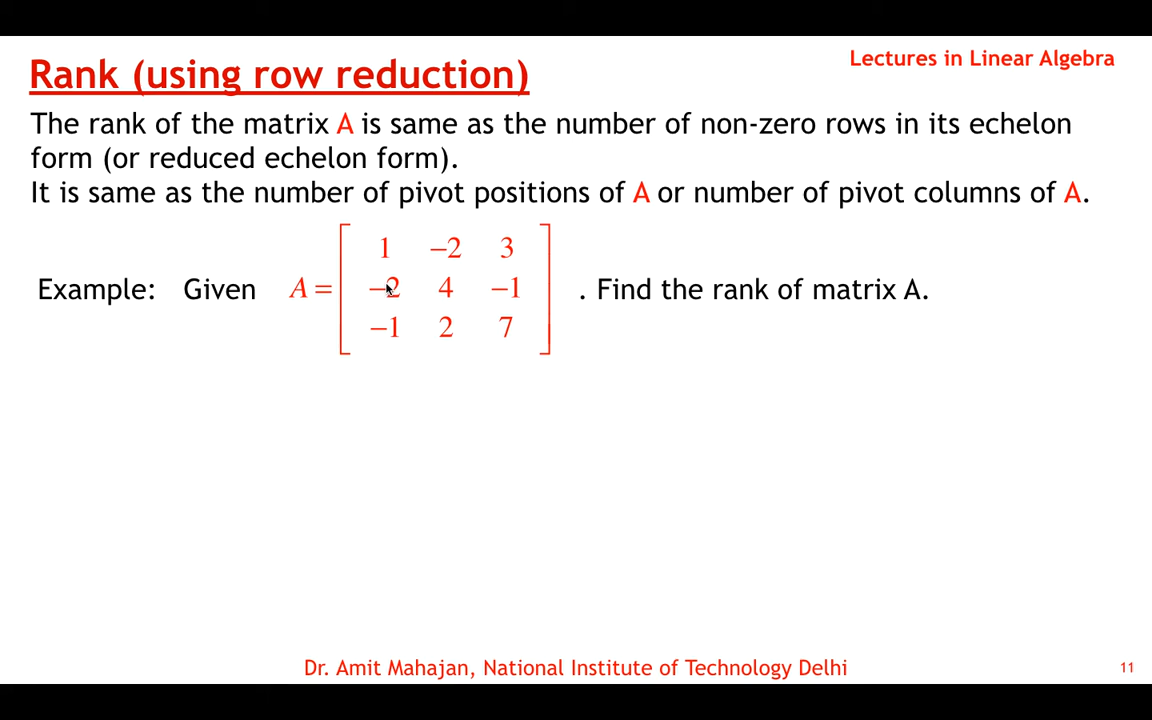 Lectures in Linear Algebra
Rank (using row reduction)
The rank of the matrix A is same as the number of non-zero rows in its echelon
form (or reduced echelon form).
It is same as the number of pivot positions of A or number of pivot columns of A.
1 −2 3
Example: Given A = −2 4 −1 . Find the rank of matrix A.
−1 2 7
Dr. Amit Mahajan, National Institute of Technology Delhi
11